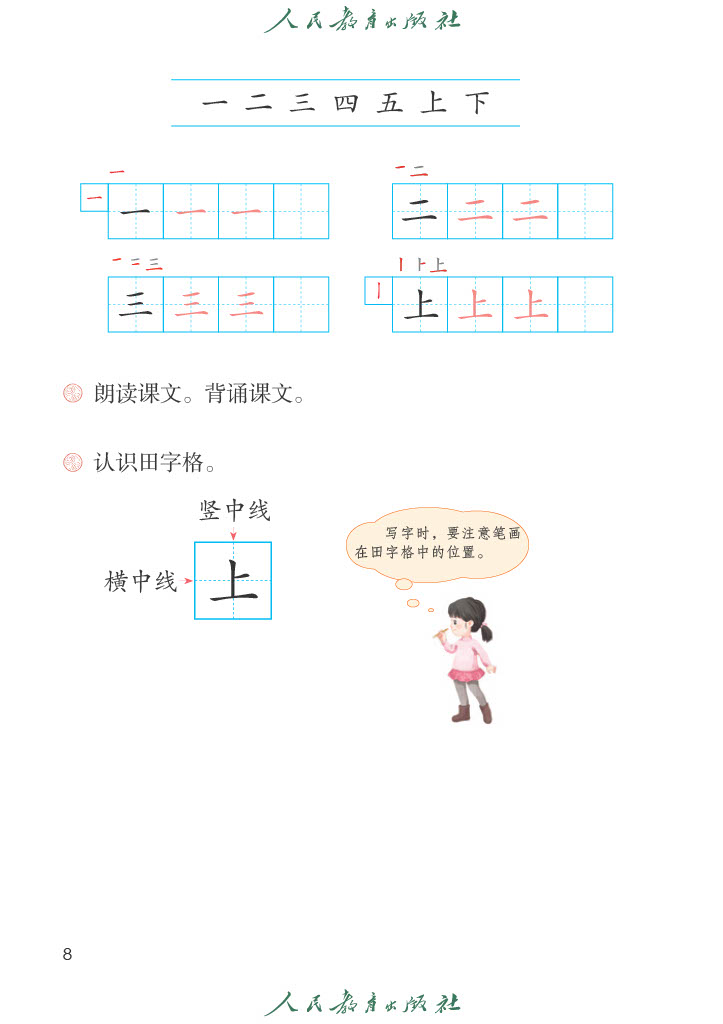 人民教育出版社
一 二 三 四 五 上 下
一
一 一 一 一
一 二
二 二 二
一 二 三
三 三 三
丨 ⺊ 上
丨 上 上 上
朗读课文。背诵课文。
认识田字格。
竖中线
横中线
上
写字时，要注意笔画
在田字格中的位置。
8
人民教育出版社